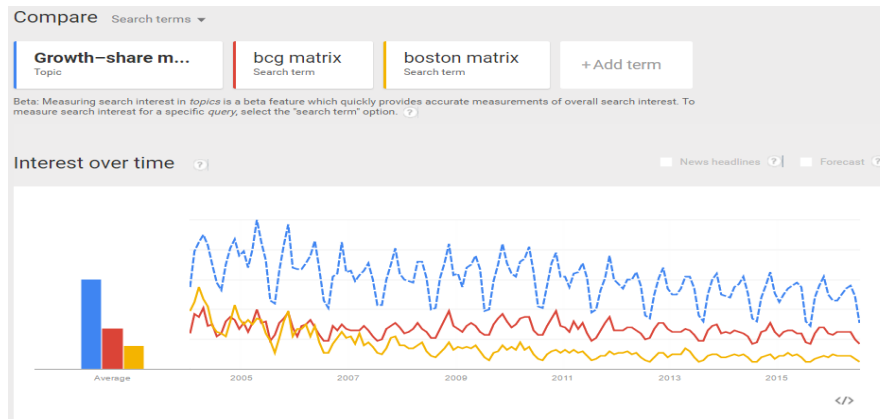 Compare Search terms
Growth-share m... bcg matrix boston matrix +Add term
Topic Search term Search term
Beta: Measuring search interest in topics is a beta feature which quickly provides accurate measurements of overall search interest. To
measure search interest for a specific query, select the "search term" option. ?
Interest over time ? News headlines ? Forecast ?
Average 2005 2007 2009 2011 2013 2015
</>